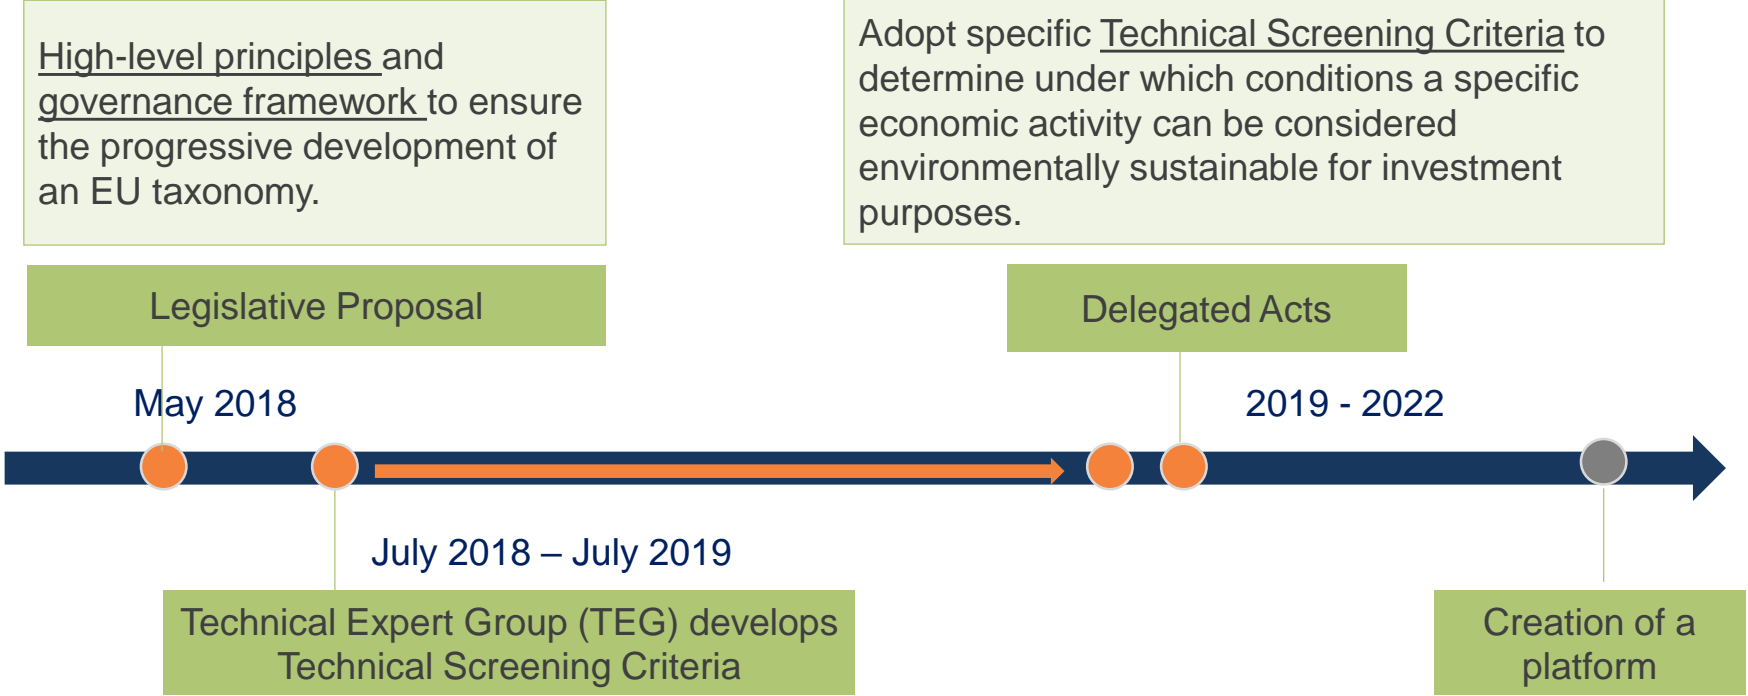 High-level principles and
governance framework to ensure
the progressive development of
an EU taxonomy.
Adopt specific Technical Screening Criteria to
determine under which conditions a specific
economic activity can be considered
environmentally sustainable for investment
purposes.
Legislative Proposal
Delegated Acts
May 2018
2019 - 2022
July 2018 – July 2019
Technical Expert Group (TEG) develops
Technical Screening Criteria
Creation of a
platform